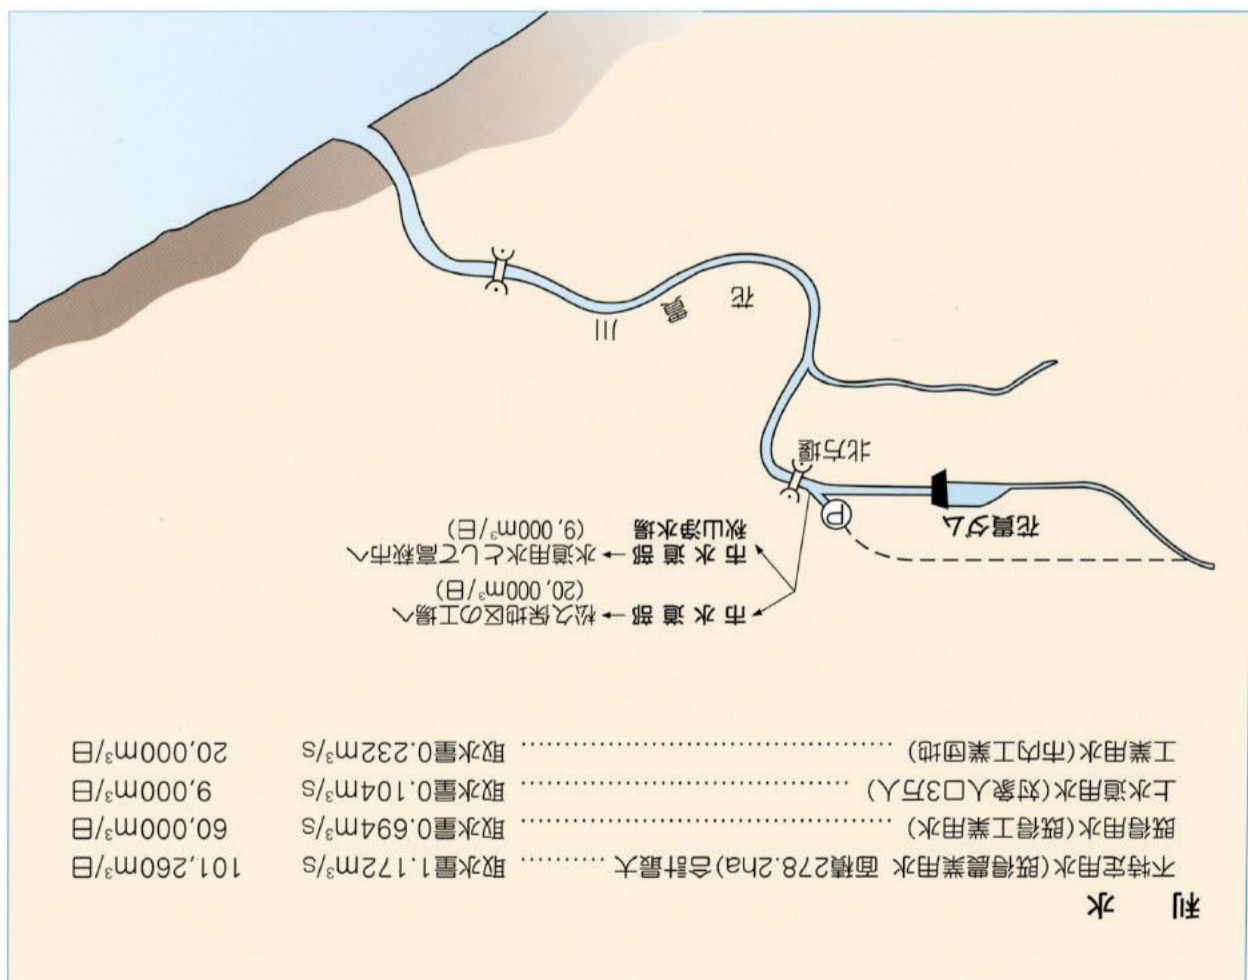 利 水
不特定用水(既得農業用水 面積278.2ha)合計最大 ………… 取水量1.172m³/s 101,260m³/日
既得用水(既得工業用水) ………… 取水量0.694m³/s 60,000m³/日
上水道用水(対象人口3万人) ………… 取水量0.104m³/s 9,000m³/日
工業用水(市内工業団地) ………… 取水量0.232m³/s 20,000m³/日
市水道部→松久保地区の工場へ
(20,000m³/日)
市水道部→水道用水として高萩市へ
秋山浄水場 (9,000m³/日)
花貫ダム
P
北方堰
花貫川